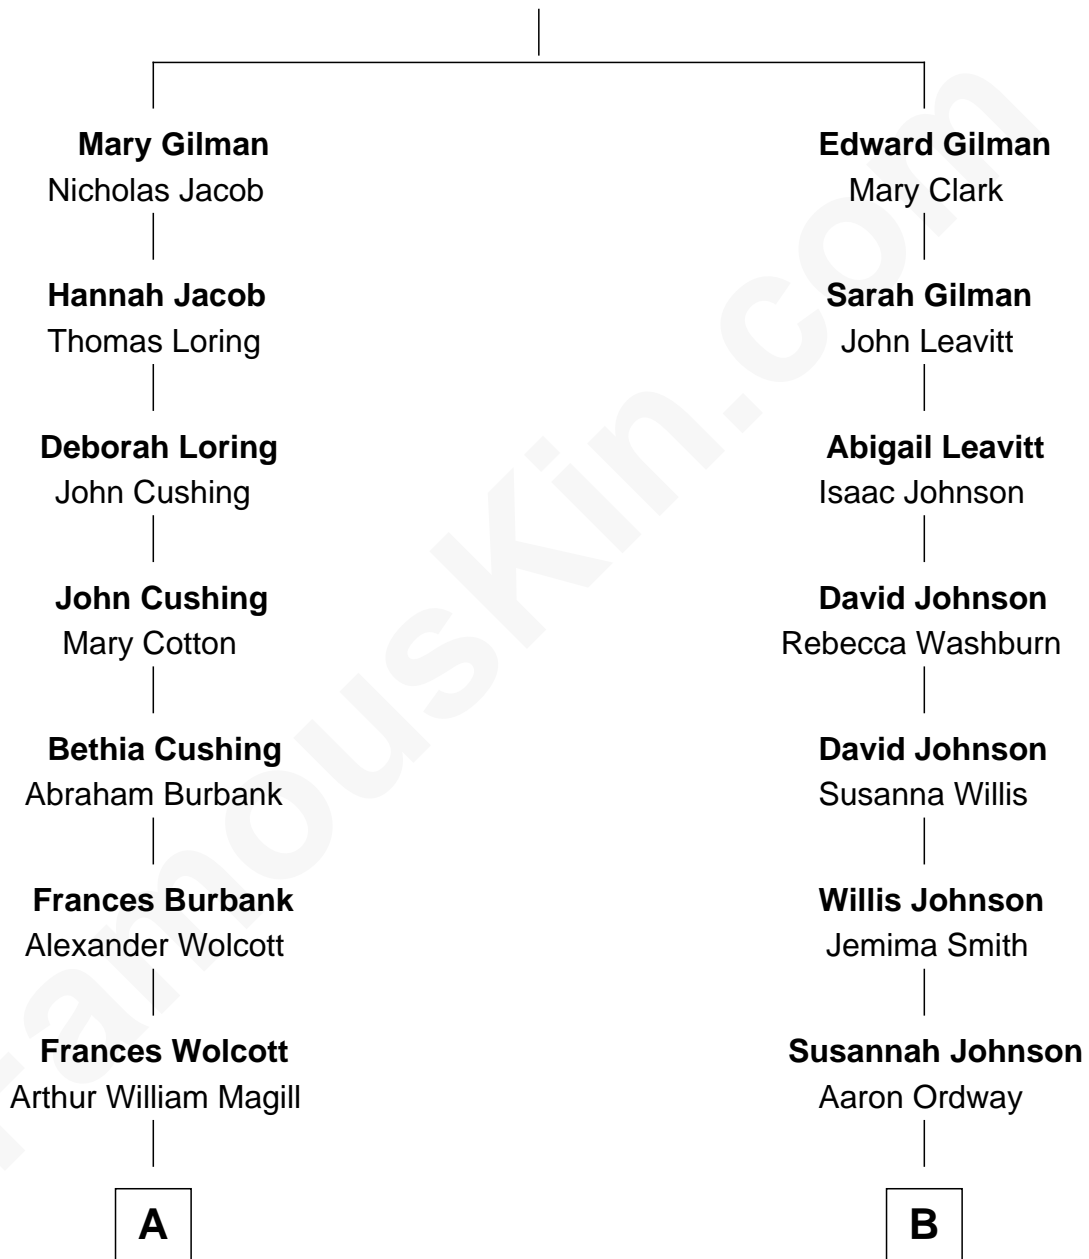 Mary Gilman
Nicholas Jacob
Hannah Jacob
Thomas Loring
Deborah Loring
John Cushing
John Cushing
Mary Cotton
Bethia Cushing
Abraham Burbank
Frances Burbank
Alexander Wolcott
Frances Wolcott
Arthur William Magill
A
Edward Gilman
Mary Clark
Sarah Gilman
John Leavitt
Abigail Leavitt
Isaac Johnson
David Johnson
Rebecca Washburn
David Johnson
Susanna Willis
Willis Johnson
Jemima Smith
Susannah Johnson
Aaron Ordway
B
FamousKin.com